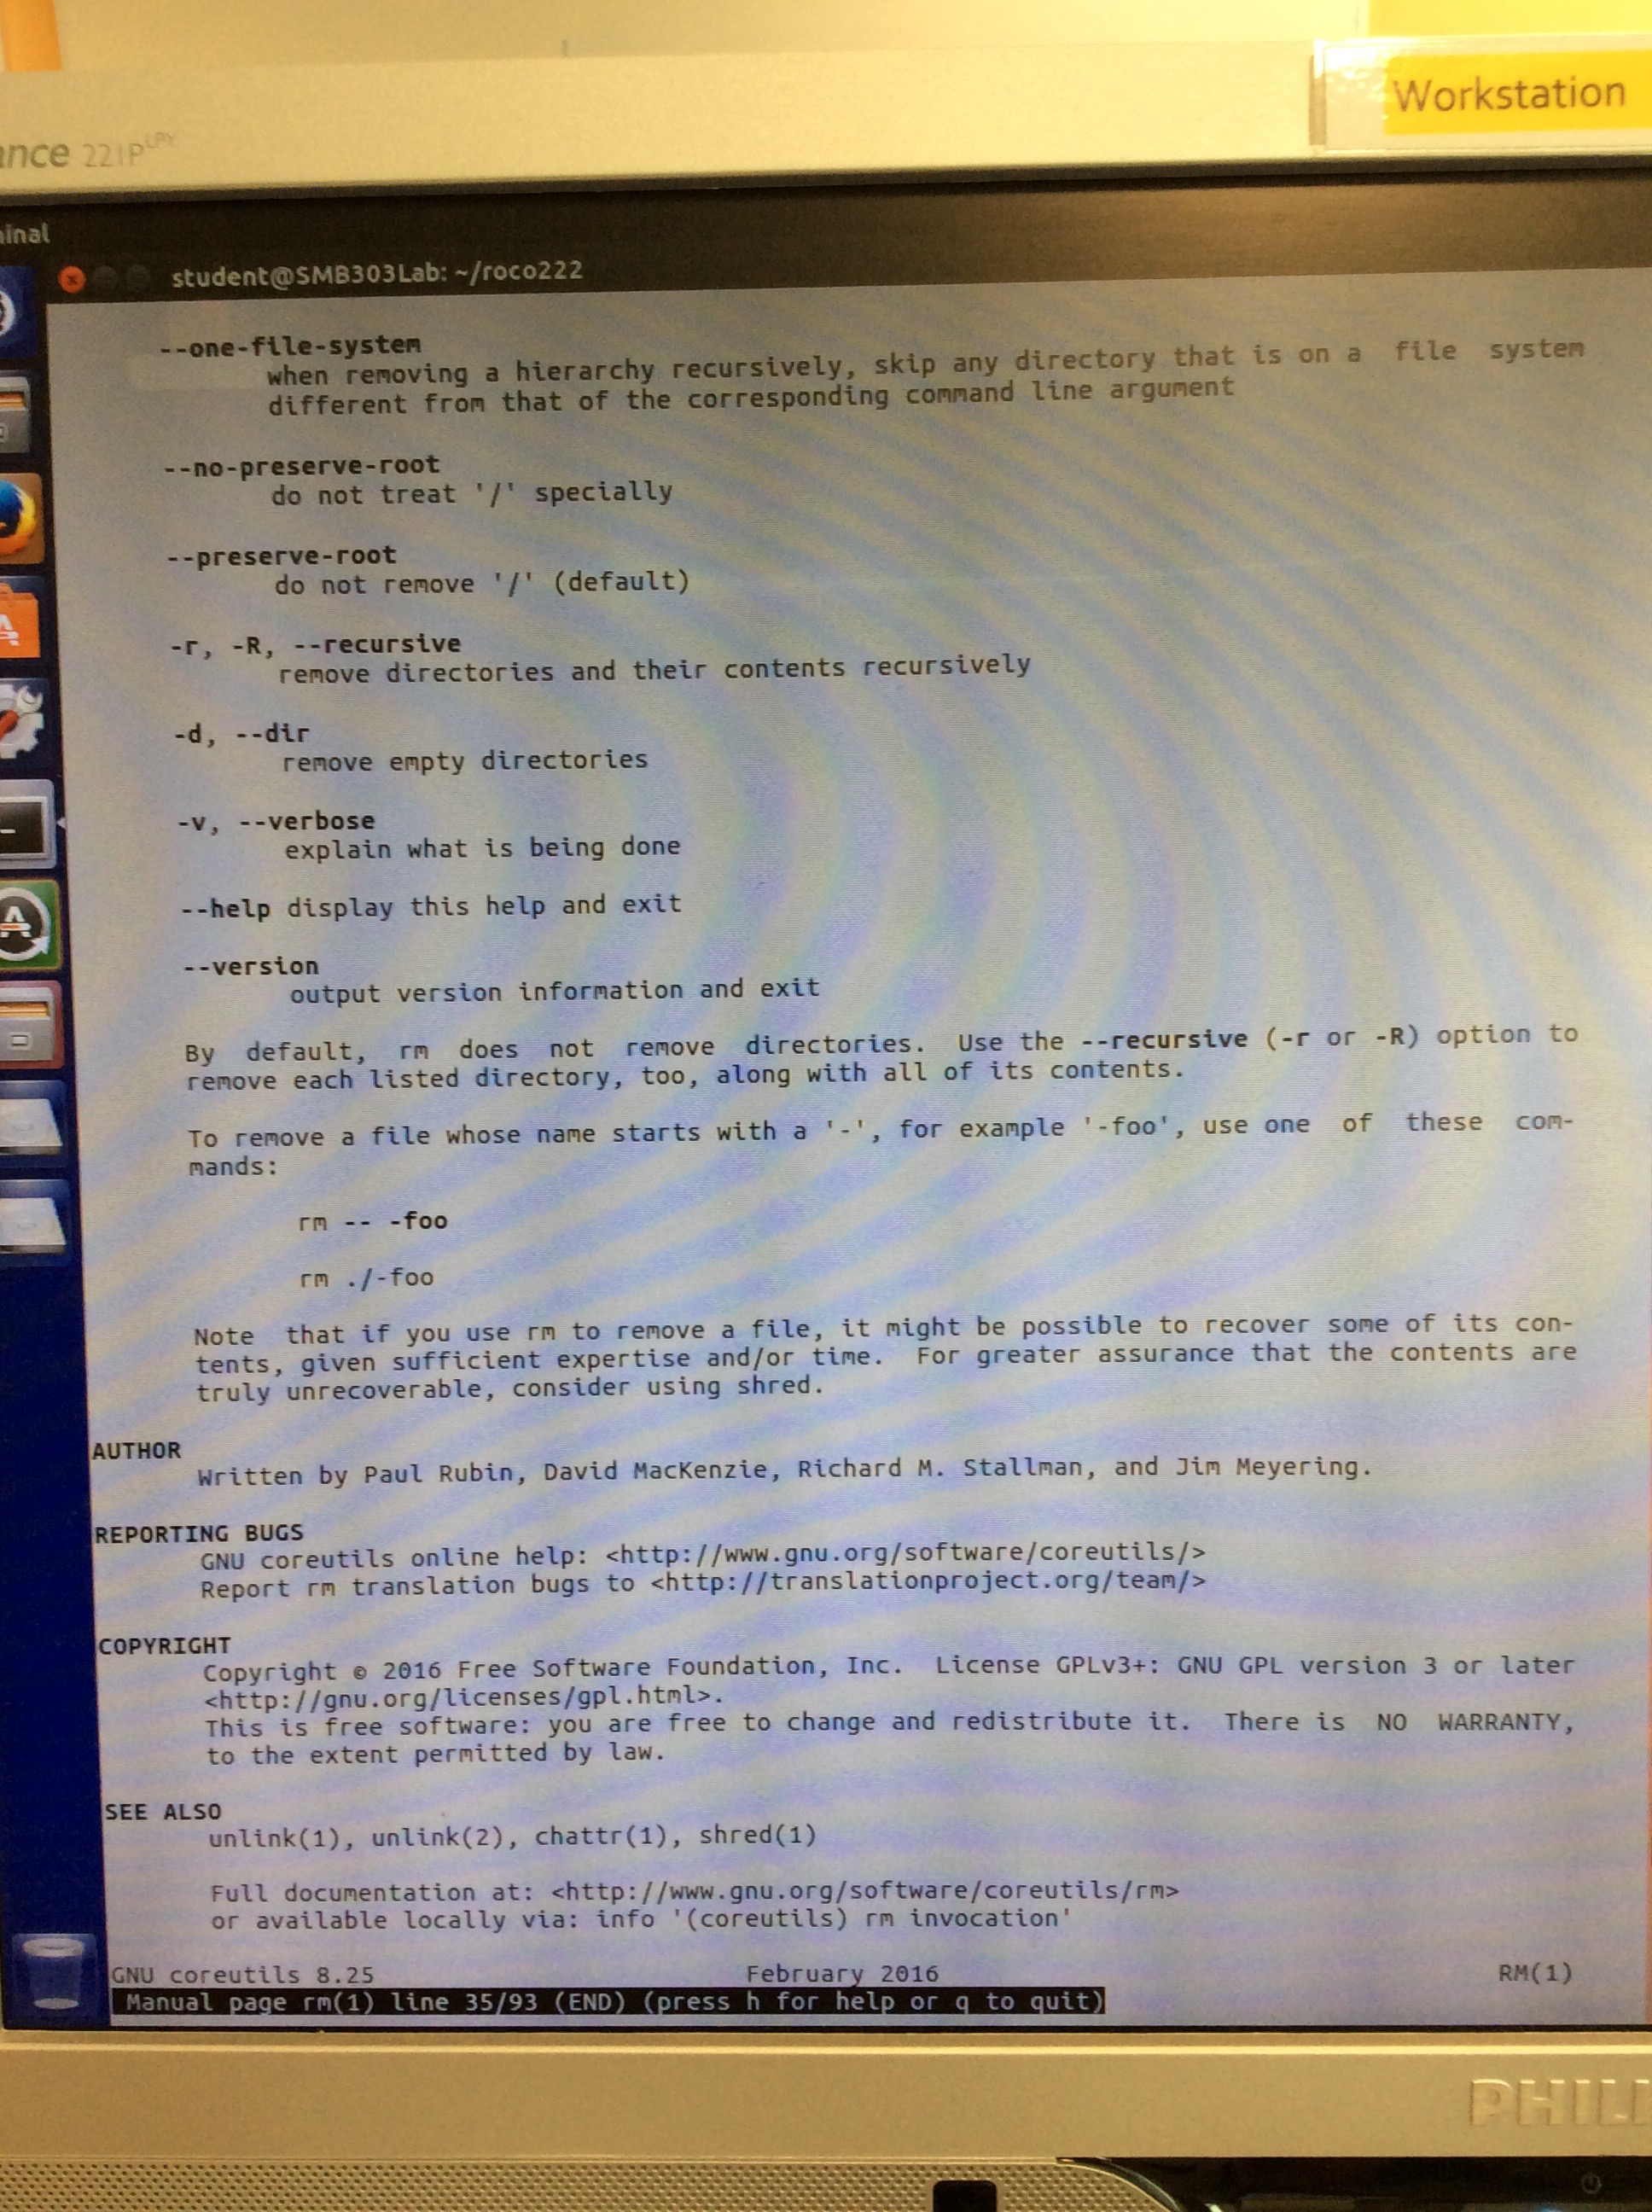 Workstation
ance 221P LPY
inal
student@SMB303Lab: ~/roco222
--one-file-system
when removing a hierarchy recursively, skip any directory that is on a file system
different from that of the corresponding command line argument
--no-preserve-root
do not treat '/' specially
--preserve-root
do not remove '/' (default)
-r, -R, --recursive
remove directories and their contents recursively
-d, --dir
remove empty directories
-v, --verbose
explain what is being done
--help display this help and exit
--version
output version information and exit
By default, rm does not remove directories. Use the --recursive (-r or -R) option to
remove each listed directory, too, along with all of its contents.
To remove a file whose name starts with a '-', for example '-foo', use one of these com-
mands:
rm -- -foo
rm ./-foo
Note that if you use rm to remove a file, it might be possible to recover some of its con-
tents, given sufficient expertise and/or time. For greater assurance that the contents are
truly unrecoverable, consider using shred.
AUTHOR
Written by Paul Rubin, David MacKenzie, Richard M. Stallman, and Jim Meyering.
REPORTING BUGS
GNU coreutils online help: <http://www.gnu.org/software/coreutils/>
Report rm translation bugs to <http://translationproject.org/team/>
COPYRIGHT
Copyright © 2016 Free Software Foundation, Inc. License GPLv3+: GNU GPL version 3 or later
<http://gnu.org/licenses/gpl.html>.
This is free software: you are free to change and redistribute it. There is NO WARRANTY,
to the extent permitted by law.
SEE ALSO
unlink(1), unlink(2), chattr(1), shred(1)
Full documentation at: <http://www.gnu.org/software/coreutils/rm>
or available locally via: info '(coreutils) rm invocation'
GNU coreutils 8.25 February 2016 RM(1)
Manual page rm(1) line 35/93 (END) (press h for help or q to quit)
PHIL